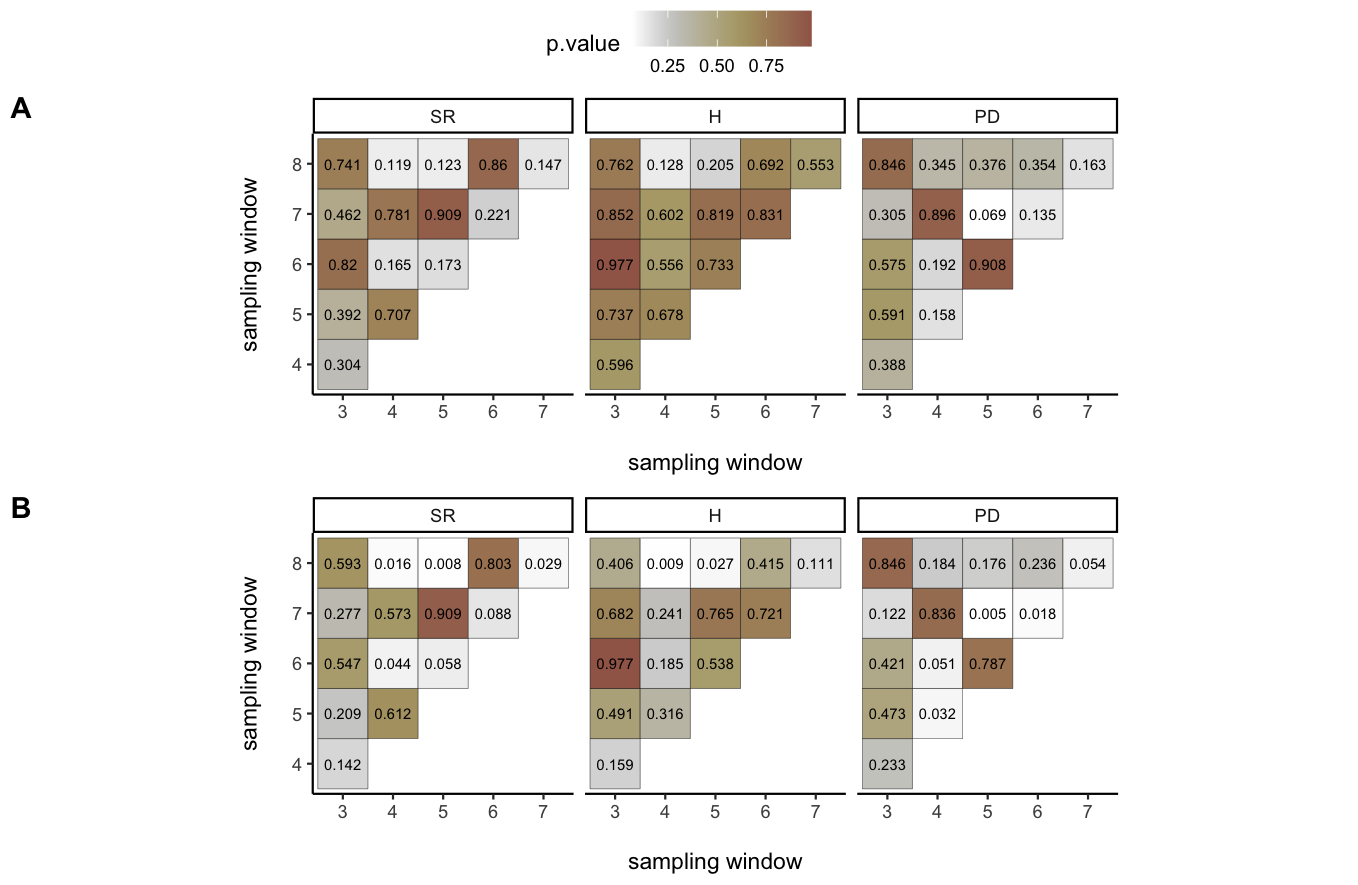 p.value
0.25 0.50 0.75
A
SR H PD
sampling window
8 0.741 0.119 0.123 0.86 0.147 0.762 0.128 0.205 0.692 0.553 0.846 0.345 0.376 0.354 0.163
7 0.462 0.781 0.909 0.221 0.852 0.602 0.819 0.831 0.305 0.896 0.069 0.135
6 0.82 0.165 0.173 0.977 0.556 0.733 0.575 0.192 0.908
5 0.392 0.707 0.737 0.678 0.591 0.158
4 0.304 0.596 0.388
3 4 5 6 7 3 4 5 6 7 3 4 5 6 7
sampling window
B
SR H PD
sampling window
8 0.593 0.016 0.008 0.803 0.029 0.406 0.009 0.027 0.415 0.111 0.846 0.184 0.176 0.236 0.054
7 0.277 0.573 0.909 0.088 0.682 0.241 0.765 0.721 0.122 0.836 0.005 0.018
6 0.547 0.044 0.058 0.977 0.185 0.538 0.421 0.051 0.787
5 0.209 0.612 0.491 0.316 0.473 0.032
4 0.142 0.159 0.233
3 4 5 6 7 3 4 5 6 7 3 4 5 6 7
sampling window